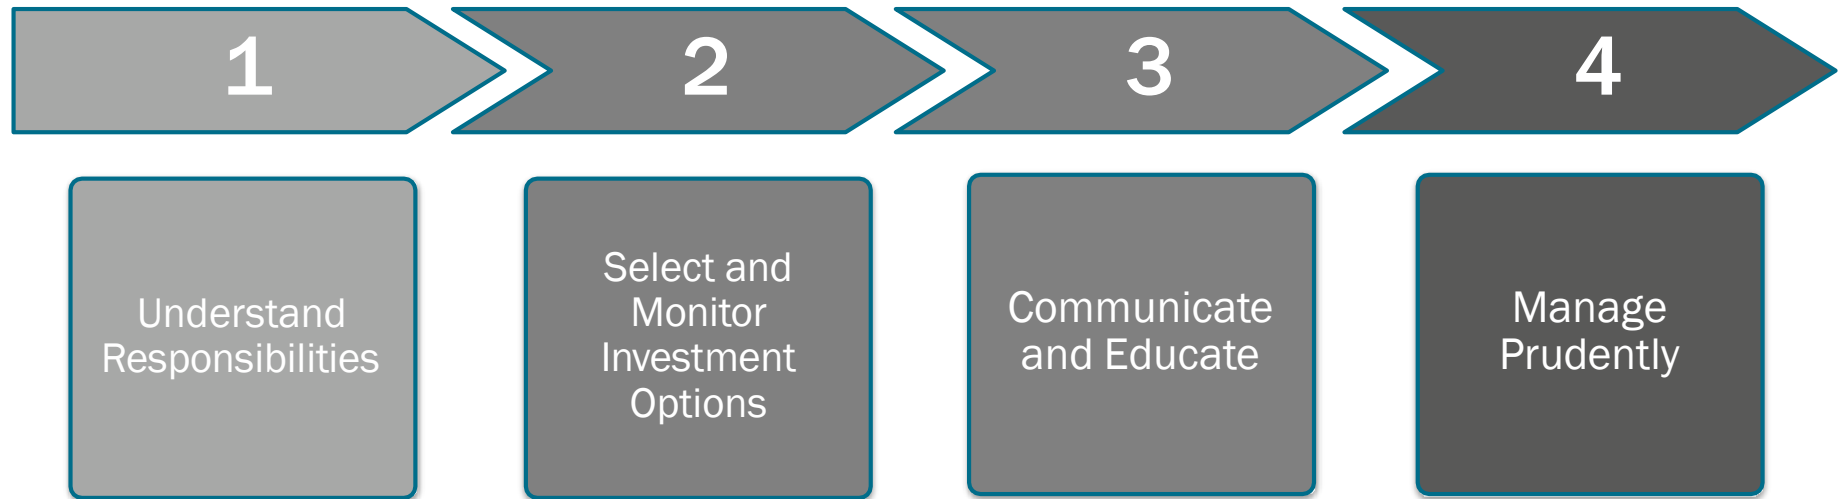 1
2
3
4
Understand
Responsibilities
Select and
Monitor
Investment
Options
Communicate
and Educate
Manage
Prudently